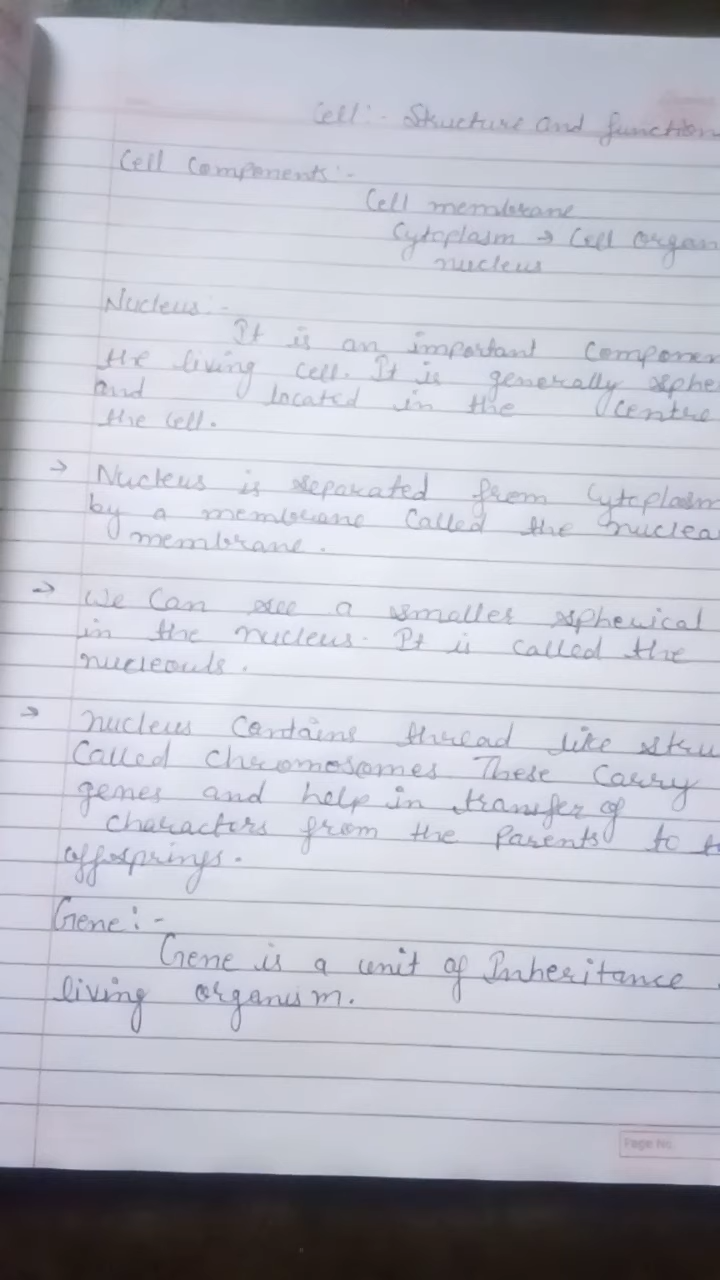 Cell:- Structure and function
Cell Components:-
Cell membrane
Cytoplasm → Cell organ
nucleus
Nucleus:-
It is an important Componen
the living cell. It is generally sphe
and located in the centre
the cell.
→ Nucleus is separated from Cytoplasm
by a membrane Called the nuclea
membrane.
→ We Can see a smaller spherical
in the nucleus. It is called the
nucleouls.
→ nucleus Contains thread like stru
Called chromosomes These Carry
genes and help in transfer of
characters from the Parents to t
offsprings.
Gene:-
Gene is a unit of Inheritance
living organism.
Page No.